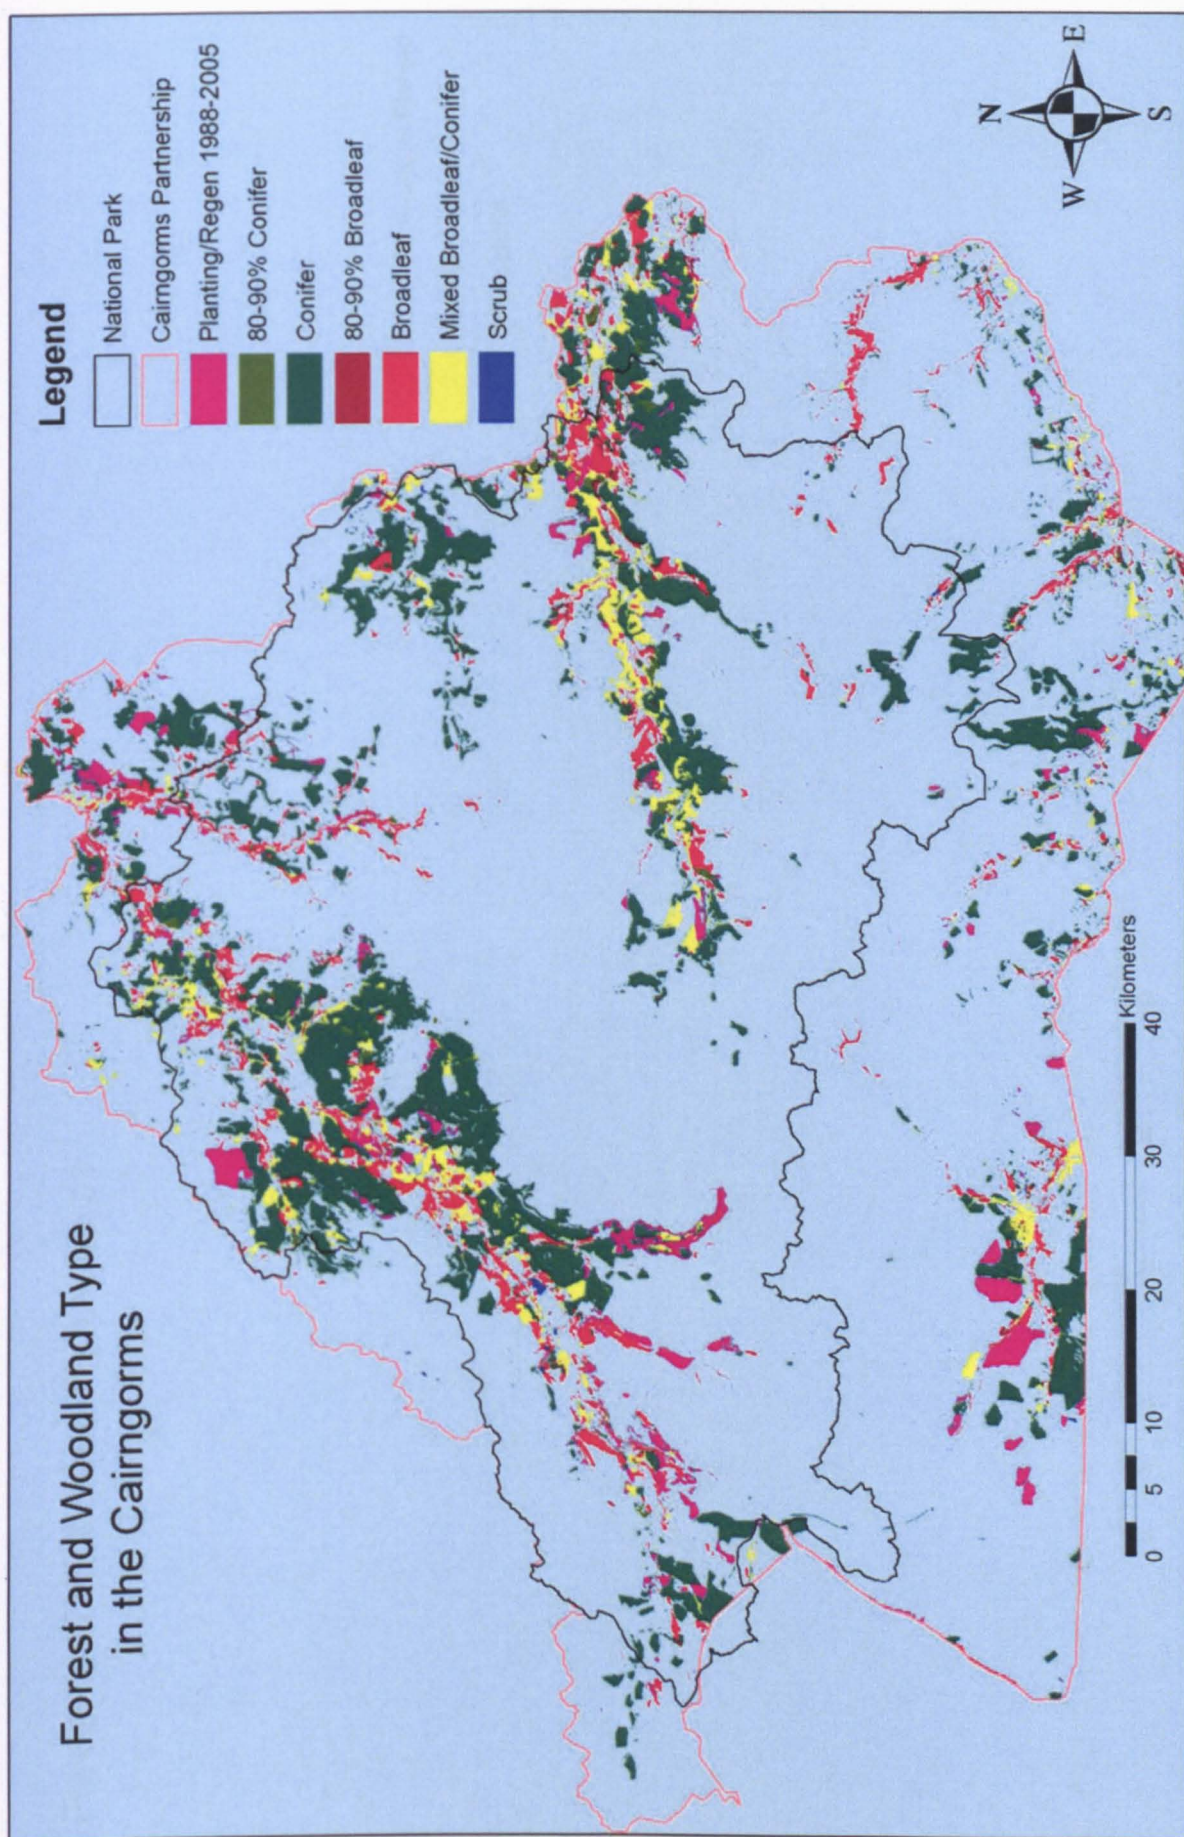 Forest and Woodland Type
in the Cairngorms
Legend
National Park
Cairngorms Partnership
Planting/Regen 1988-2005
80-90% Conifer
Conifer
80-90% Broadleaf
Broadleaf
Mixed Broadleaf/Conifer
Scrub
N
W
E
S
Kilometers
0
5
10
20
30
40